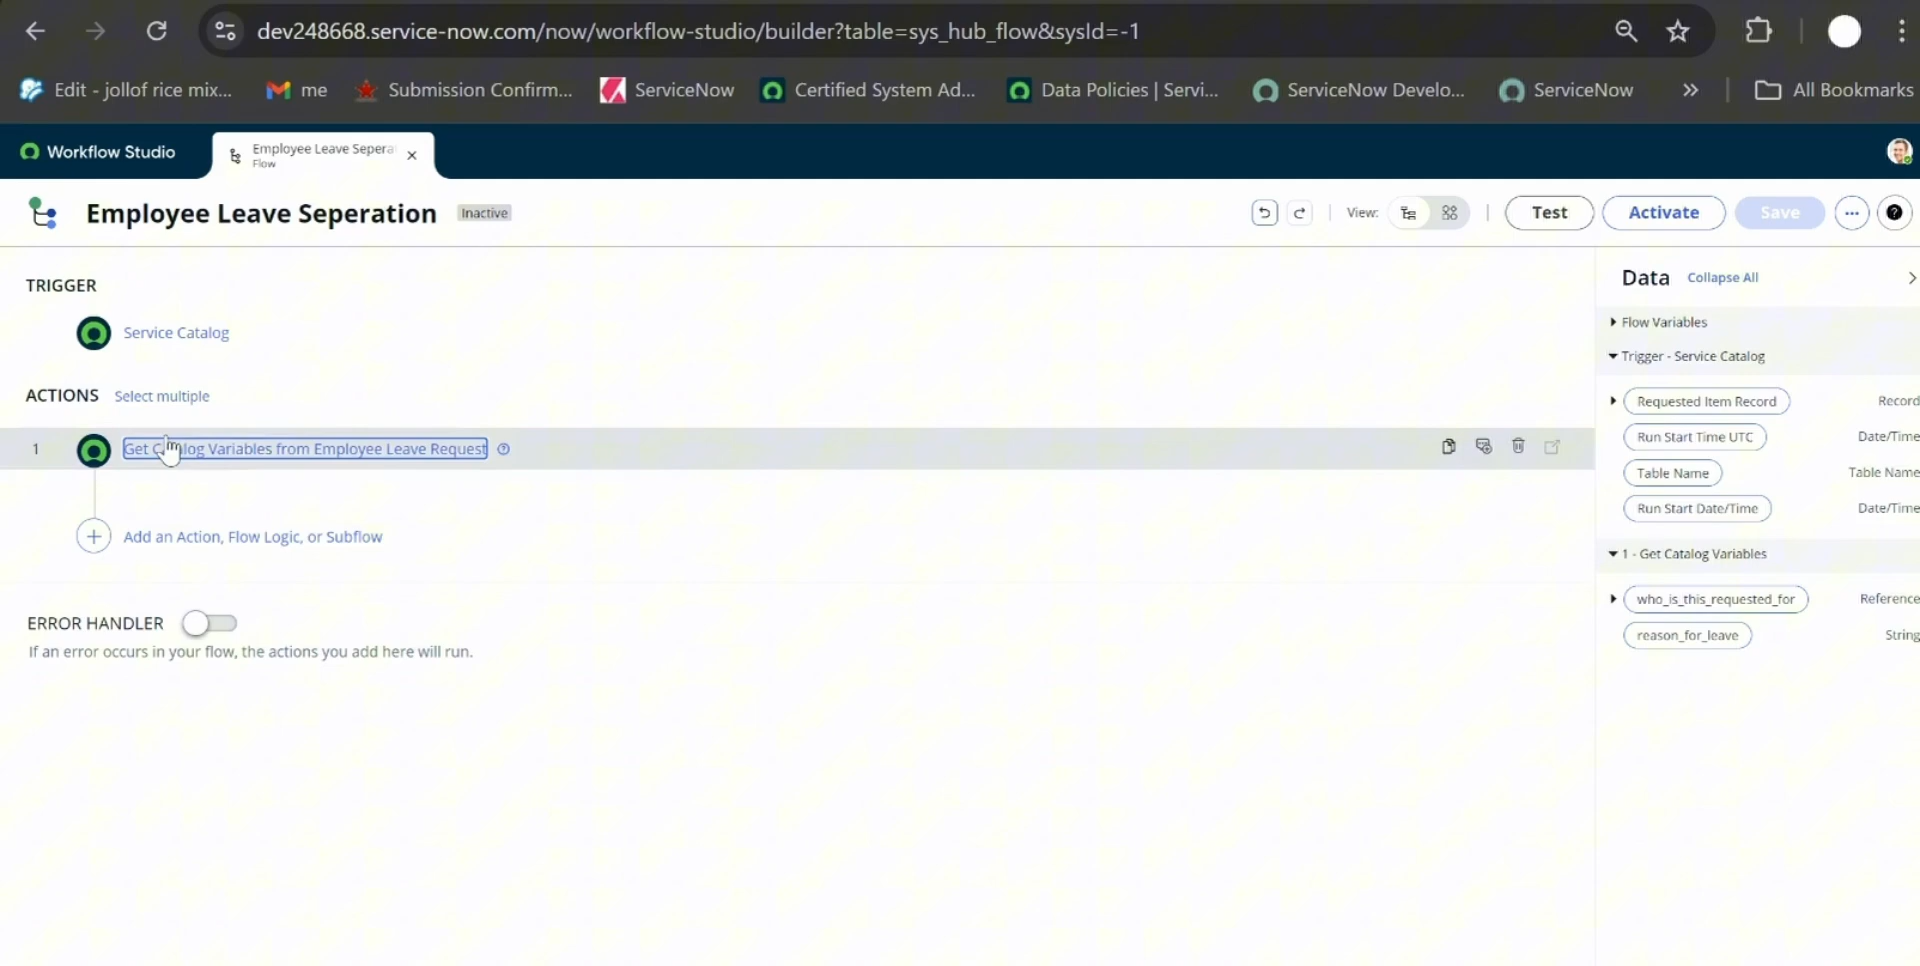 dev248668.service-now.com/now/workflow-studio/builder?table=sys_hub_flow&sysId=-1
Edit - jollof rice mix... me Submission Confirm... ServiceNow Certified System Ad... Data Policies | Servi... ServiceNow Develo... ServiceNow » All Bookmarks
Workflow Studio
Employee Leave Sepera
Flow
Employee Leave Seperation Inactive View: Test Activate Save
TRIGGER
Service Catalog
ACTIONS Select multiple
1 Get Catalog Variables from Employee Leave Request
Add an Action, Flow Logic, or Subflow
ERROR HANDLER
If an error occurs in your flow, the actions you add here will run.
Data Collapse All
Flow Variables
Trigger - Service Catalog
Requested Item Record Record
Run Start Time UTC Date/Time
Table Name Table Name
Run Start Date/Time Date/Time
1 - Get Catalog Variables
who_is_this_requested_for Reference
reason_for_leave String